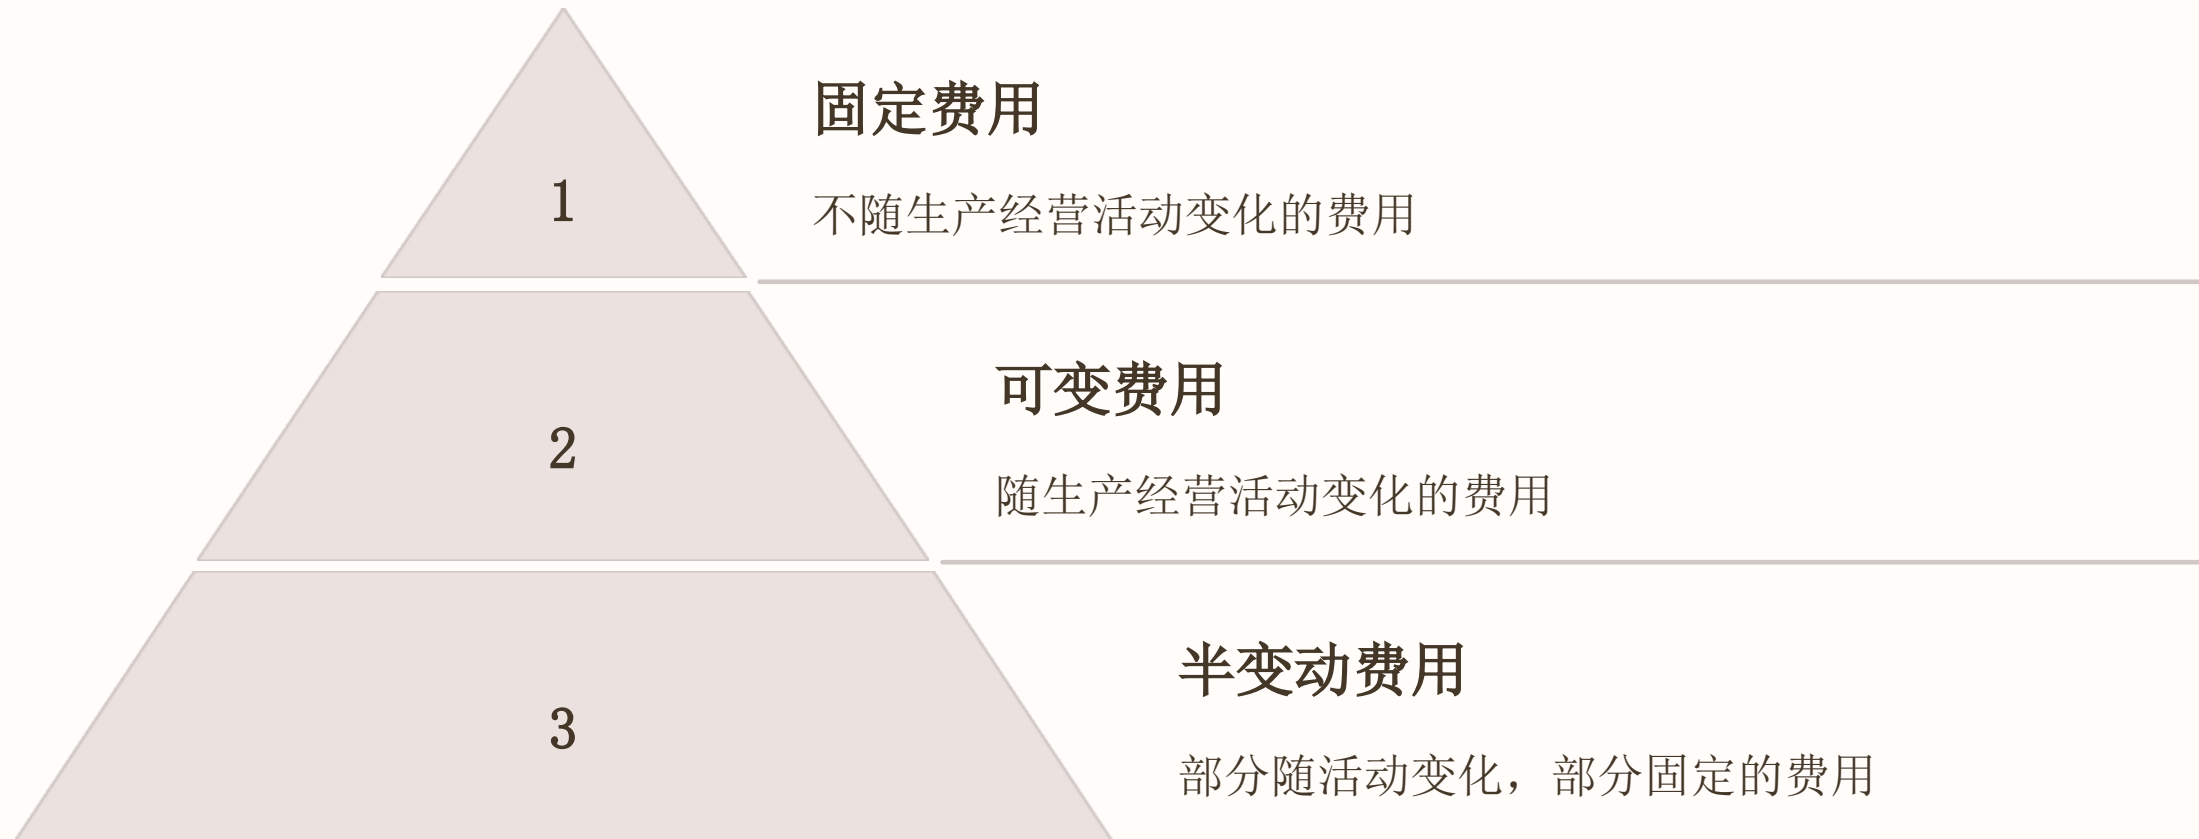 1
固定费用
不随生产经营活动变化的费用
2
可变费用
随生产经营活动变化的费用
3
半变动费用
部分随活动变化，部分固定的费用